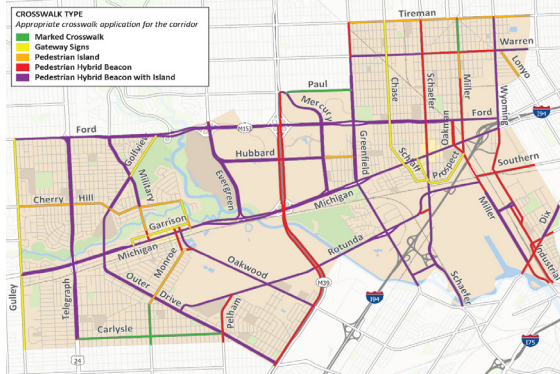 CROSSWALK TYPE
Appropriate crosswalk application for the corridor
Marked Crosswalk
Gateway Signs
Pedestrian Island
Pedestrian Hybrid Beacon
Pedestrian Hybrid Beacon with Island
Tireman
Warren
Lonyo
Paul
Mercury
Chase
Schaefer
Miller
Wyoming
I94
Ford
M153
Golfview
Hubbard
Greenfield
Oakman
Ford
Cherry Hill
Military
Evergreen
Schlaff
Prospect
Southern
Garrison
Michigan
Miller
Dix
Michigan
Monroe
Oakwood
Rotunda
Industrial
Gulley
Telegraph
Outer Drive
Pelham
M39
I94
Schaefer
Carlysle
24
I75